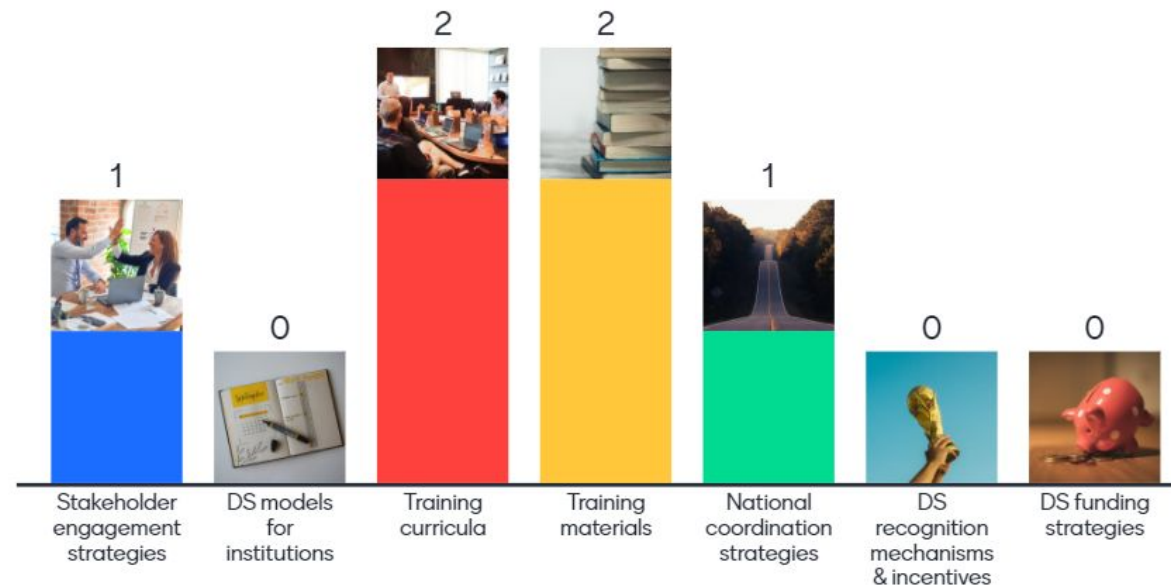 2
2
1
1
0
0
0
Stakeholder
engagement
strategies
DS models
for
institutions
Training
curricula
Training
materials
National
coordination
strategies
DS
recognition
mechanisms
& incentives
DS funding
strategies